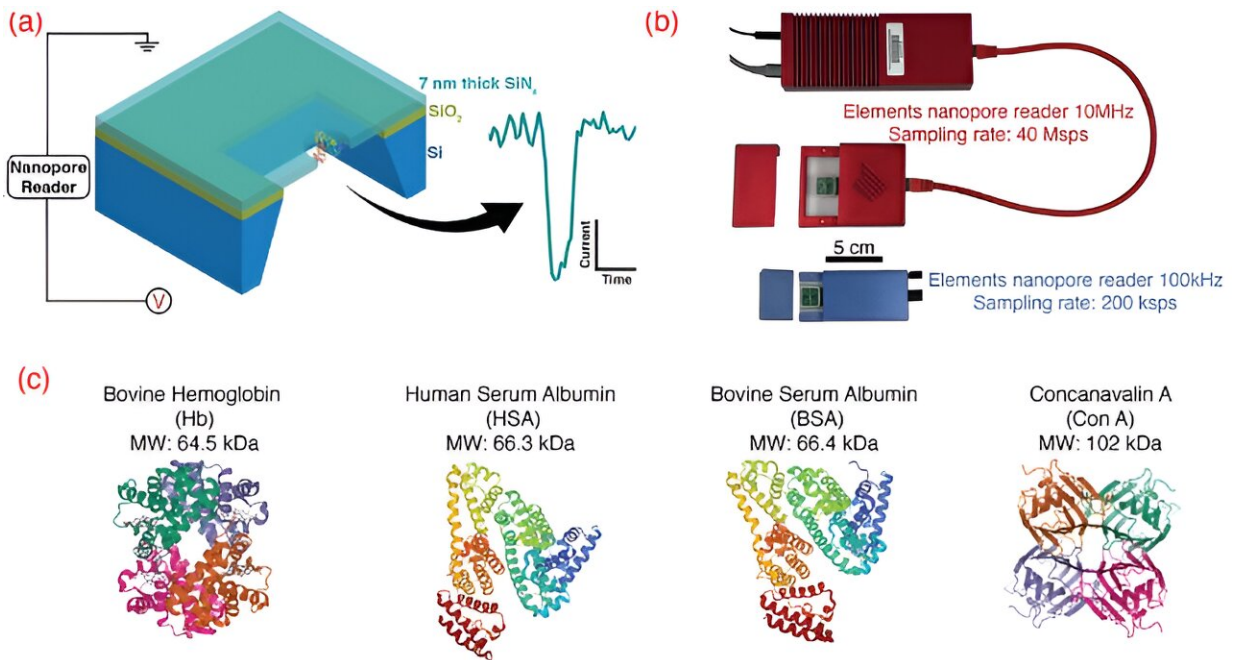 (a)
7 nm thick SiNₓ
SiO₂
Si
Nanopore
Reader
V
Current
Time
(b)
Elements nanopore reader 10MHz
Sampling rate: 40 Msps
5 cm
Elements nanopore reader 100kHz
Sampling rate: 200 ksps
(c)
Bovine Hemoglobin
(Hb)
MW: 64.5 kDa
Human Serum Albumin
(HSA)
MW: 66.3 kDa
Bovine Serum Albumin
(BSA)
MW: 66.4 kDa
Concanavalin A
(Con A)
MW: 102 kDa